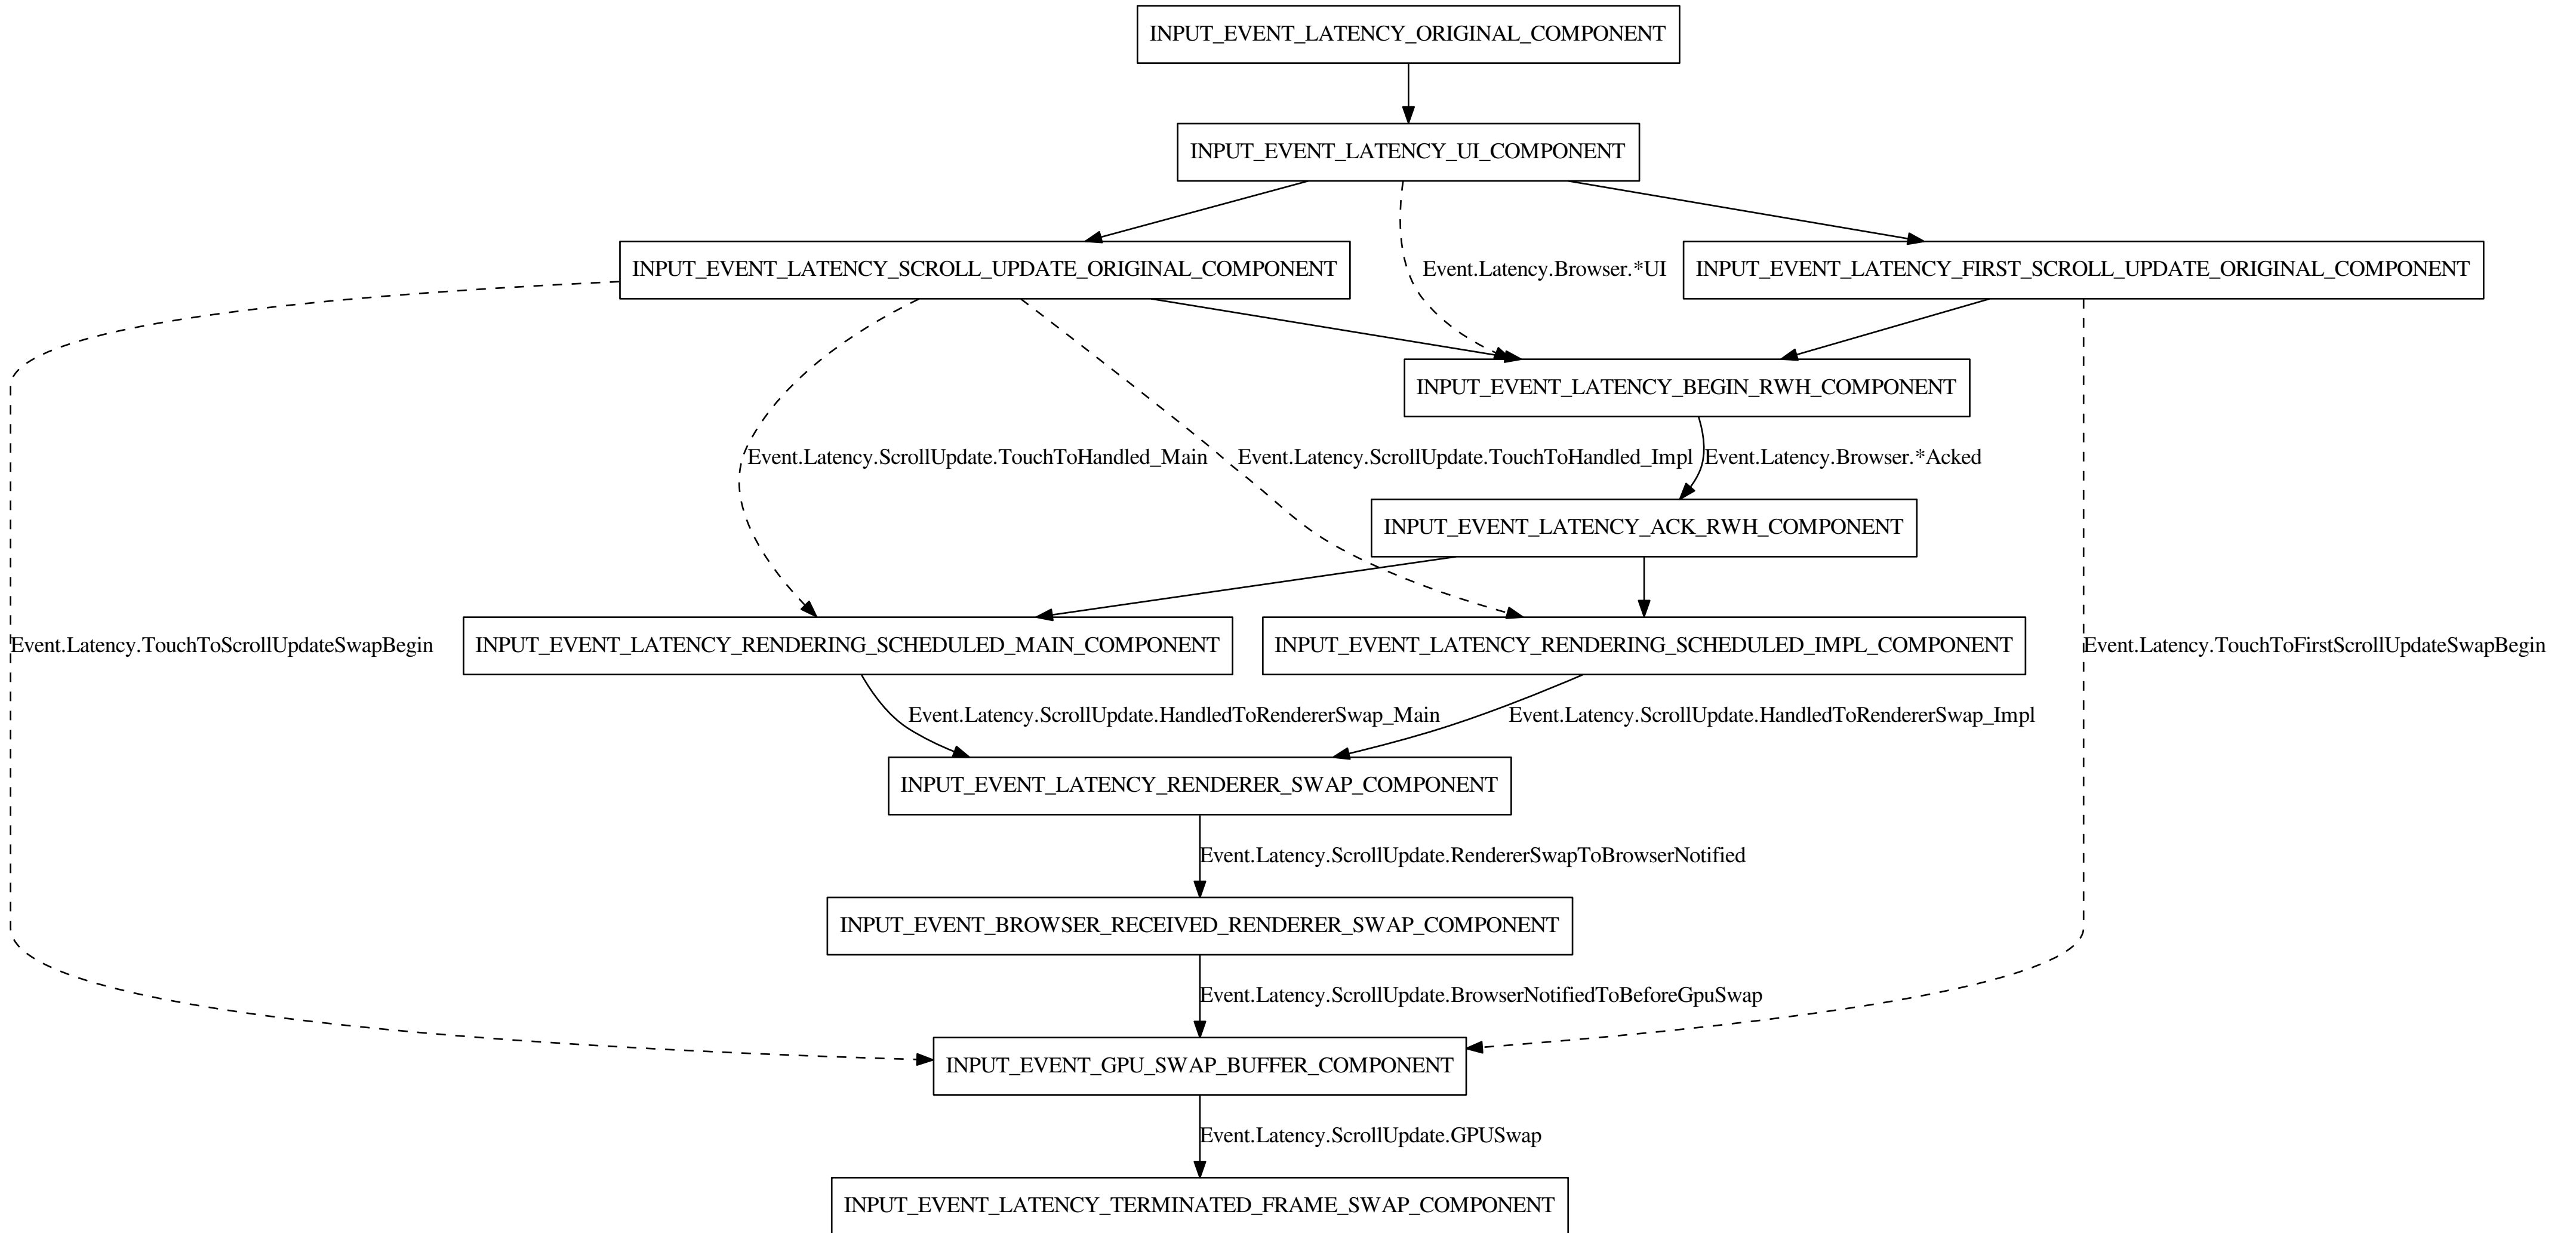 INPUT_EVENT_LATENCY_ORIGINAL_COMPONENT
INPUT_EVENT_LATENCY_UI_COMPONENT
INPUT_EVENT_LATENCY_SCROLL_UPDATE_ORIGINAL_COMPONENT
Event.Latency.Browser.*UI
INPUT_EVENT_LATENCY_FIRST_SCROLL_UPDATE_ORIGINAL_COMPONENT
INPUT_EVENT_LATENCY_BEGIN_RWH_COMPONENT
Event.Latency.ScrollUpdate.TouchToHandled_Main
Event.Latency.ScrollUpdate.TouchToHandled_Impl
Event.Latency.Browser.*Acked
INPUT_EVENT_LATENCY_ACK_RWH_COMPONENT
Event.Latency.TouchToScrollUpdateSwapBegin
INPUT_EVENT_LATENCY_RENDERING_SCHEDULED_MAIN_COMPONENT
INPUT_EVENT_LATENCY_RENDERING_SCHEDULED_IMPL_COMPONENT
Event.Latency.TouchToFirstScrollUpdateSwapBegin
Event.Latency.ScrollUpdate.HandledToRendererSwap_Main
Event.Latency.ScrollUpdate.HandledToRendererSwap_Impl
INPUT_EVENT_LATENCY_RENDERER_SWAP_COMPONENT
Event.Latency.ScrollUpdate.RendererSwapToBrowserNotified
INPUT_EVENT_BROWSER_RECEIVED_RENDERER_SWAP_COMPONENT
Event.Latency.ScrollUpdate.BrowserNotifiedToBeforeGpuSwap
INPUT_EVENT_GPU_SWAP_BUFFER_COMPONENT
Event.Latency.ScrollUpdate.GPUSwap
INPUT_EVENT_LATENCY_TERMINATED_FRAME_SWAP_COMPONENT